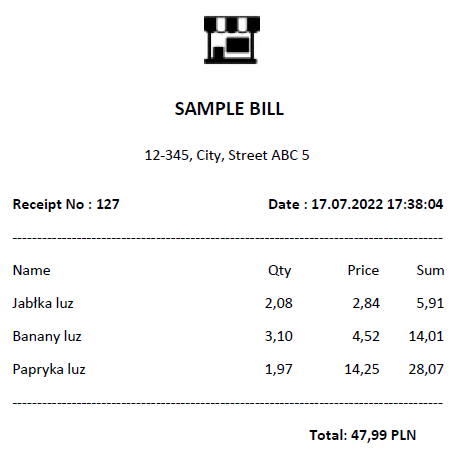 SAMPLE BILL
12-345, City, Street ABC 5
Receipt No : 127 Date : 17.07.2022 17:38:04
Name Qty Price Sum
Jabłka luz 2,08 2,84 5,91
Banany luz 3,10 4,52 14,01
Papryka luz 1,97 14,25 28,07
Total: 47,99 PLN